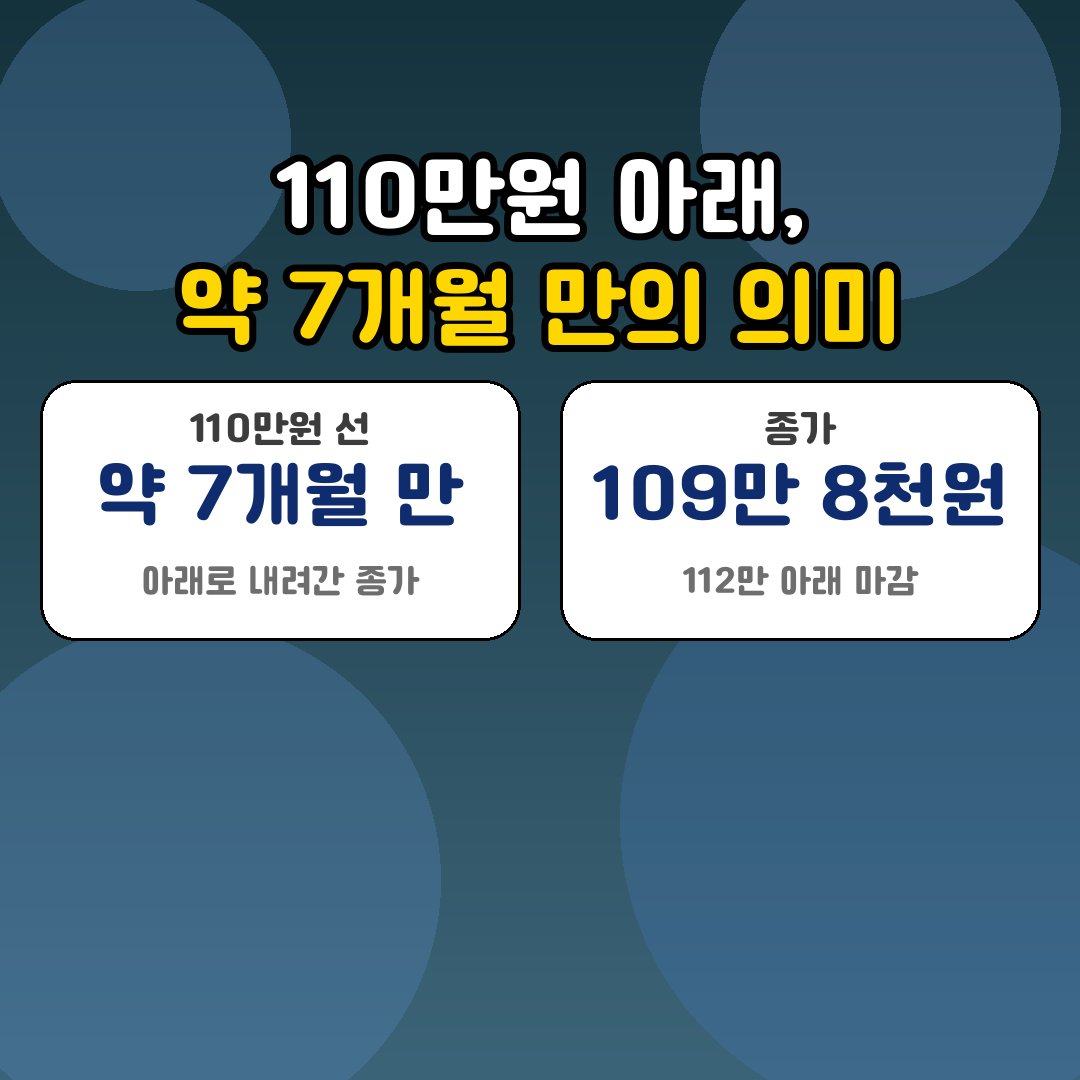 110만원 아래,
약 7개월 만의 의미
110만원 선
약 7개월 만
아래로 내려간 종가
종가
109만 8천원
112만 아래 마감